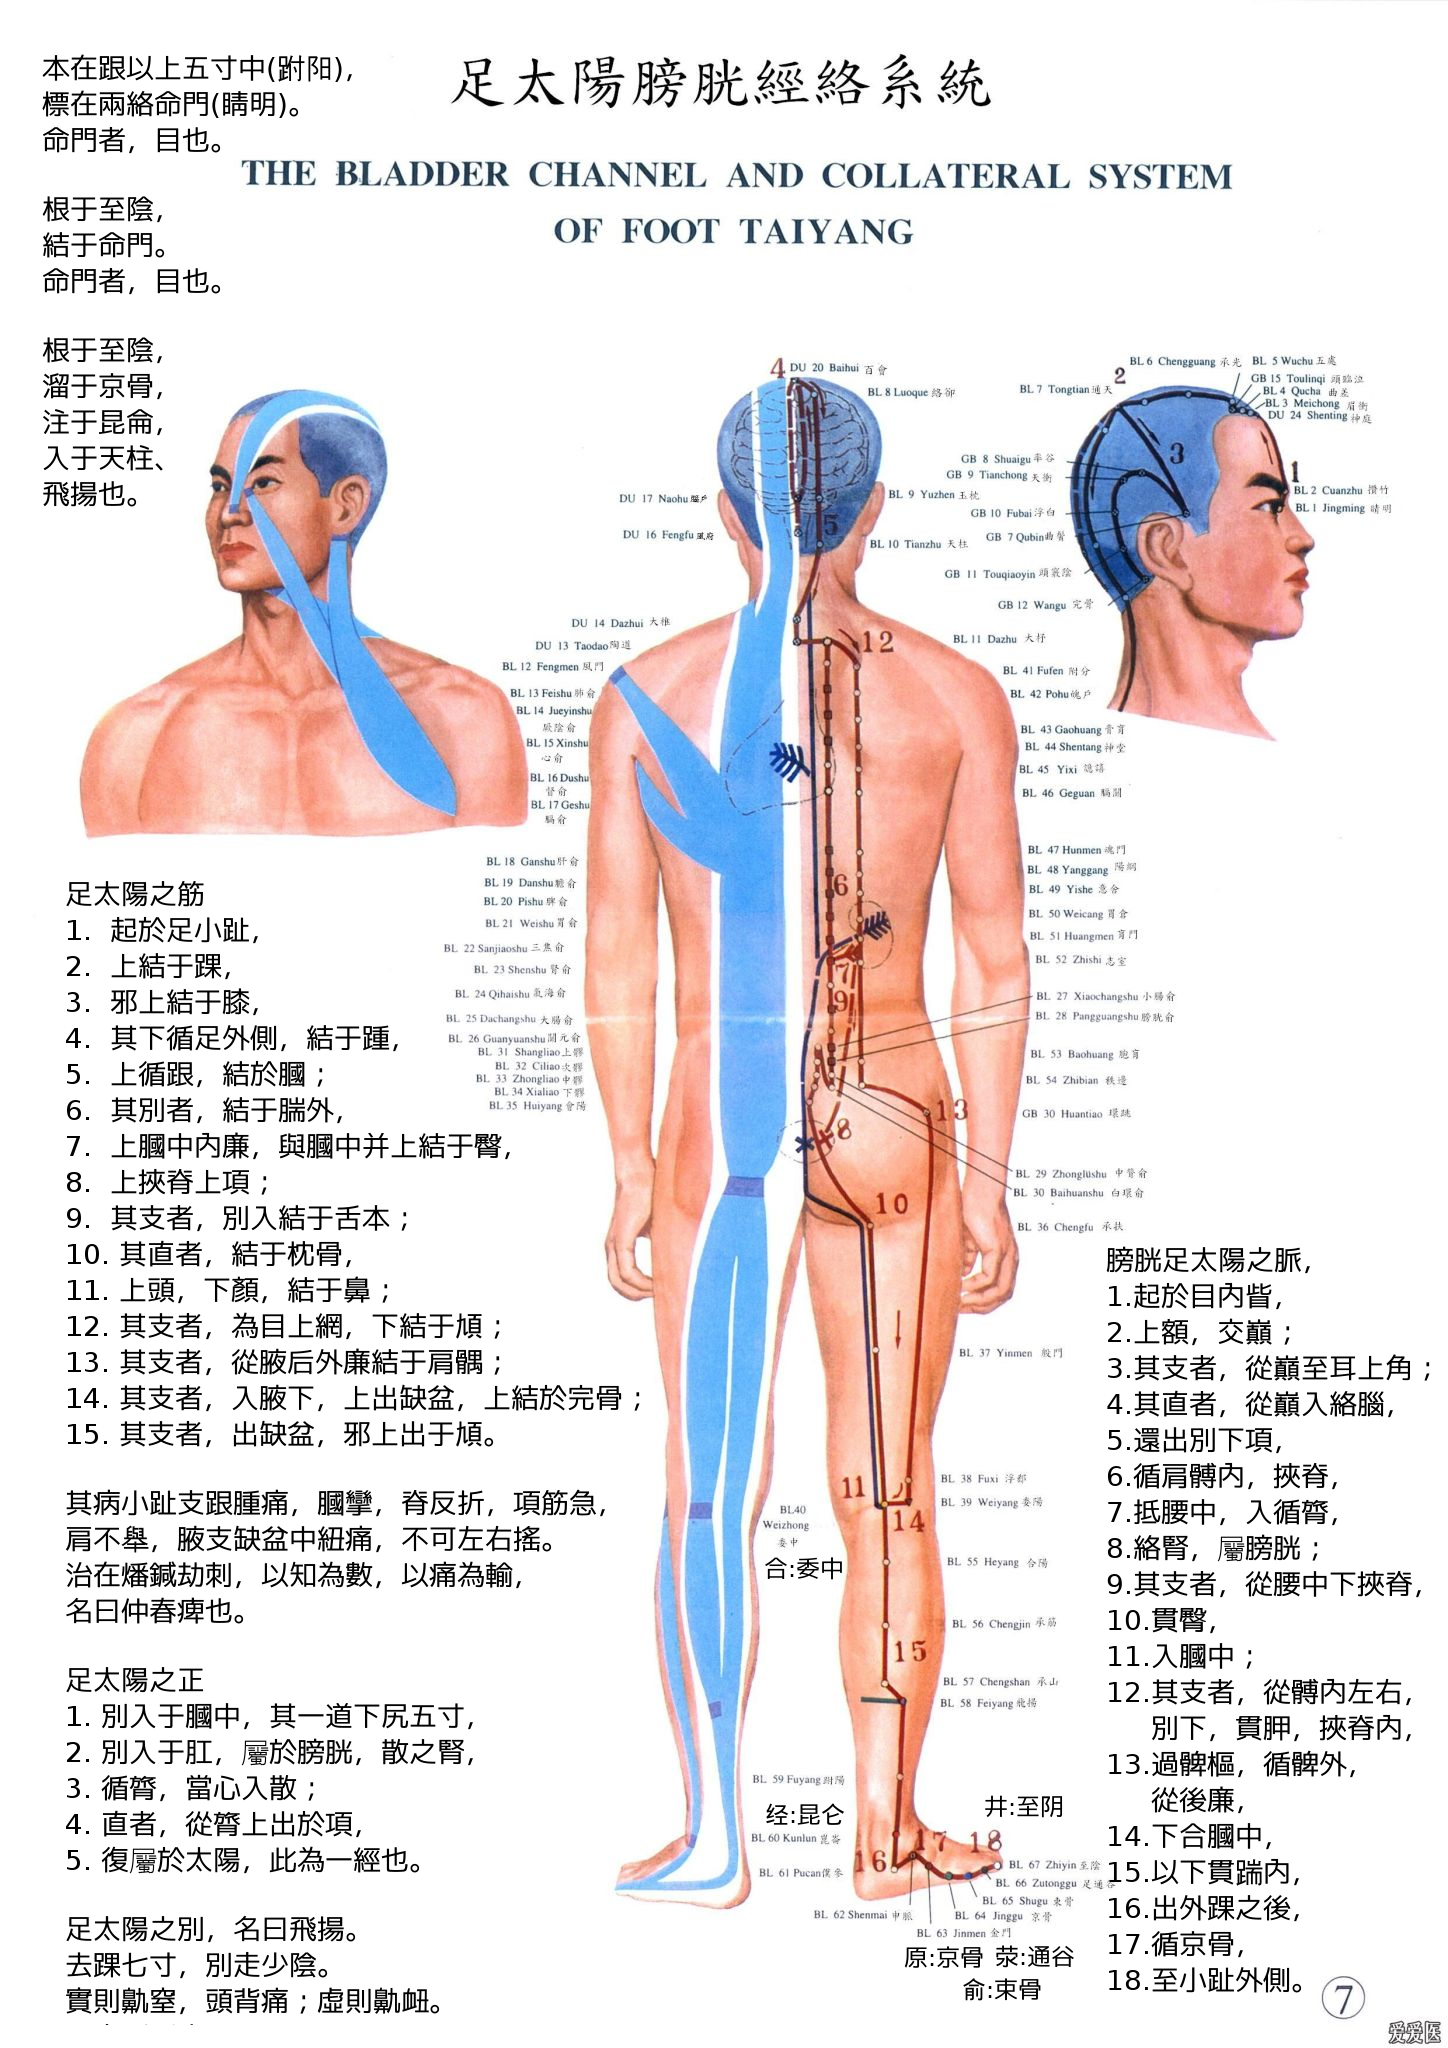 足太陽膀胱經絡系統
THE BLADDER CHANNEL AND COLLATERAL SYSTEM
OF FOOT TAIYANG
本在跟以上五寸中(跗阳)，
標在兩絡命門(睛明)。
命門者，目也。
根于至陰，
結于命門。
命門者，目也。
根于至陰，
溜于京骨，
注于昆侖，
入于天柱、
飛揚也。
4
DU 20 Baihui 百會
BL 8 Luoque 絡卻
DU 17 Naohu 腦戶
BL 9 Yuzhen 玉枕
DU 16 Fengfu 風府
5
BL 10 Tianzhu 天柱
BL 6 Chengguang 承光
BL 5 Wuchu 五處
2
BL 7 Tongtian 通天
GB 15 Toulinqi 頭臨泣
BL 4 Qucha 曲差
BL 3 Meichong 眉衝
DU 24 Shenting 神庭
GB 8 Shuaigu 率谷
3
GB 9 Tianchong 天衝
1
BL 2 Cuanzhu 攢竹
BL 1 Jingming 睛明
GB 10 Fubai 浮白
GB 7 Qubin 曲鬢
GB 11 Touqiaoyin 頭竅陰
GB 12 Wangu 完骨
DU 14 Dazhui 大椎
DU 13 Taodao 陶道
BL 12 Fengmen 風門
BL 13 Feishu 肺俞
BL 14 Jueyinshu
厥陰俞
BL 15 Xinshu
心俞
BL 16 Dushu
督俞
BL 17 Geshu
膈俞
BL 18 Ganshu 肝俞
BL 19 Danshu 膽俞
BL 20 Pishu 脾俞
BL 21 Weishu 胃俞
BL 22 Sanjiaoshu 三焦俞
BL 23 Shenshu 腎俞
BL 24 Qihaishu 氣海俞
BL 25 Dachangshu 大腸俞
BL 26 Guanyuanshu 關元俞
BL 31 Shangliao 上髎
BL 32 Ciliao 次髎
BL 33 Zhongliao 中髎
BL 34 Xialiao 下髎
BL 35 Huiyang 會陽
12
6
7
9
8
13
10
BL 11 Dazhu 大杼
BL 41 Fufen 附分
BL 42 Pohu 魄戶
BL 43 Gaohuang 膏肓
BL 44 Shentang 神堂
BL 45 Yixi 譩譆
BL 46 Geguan 膈關
BL 47 Hunmen 魂門
BL 48 Yanggang 陽綱
BL 49 Yishe 意舍
BL 50 Weicang 胃倉
BL 51 Huangmen 肓門
BL 52 Zhishi 志室
BL 27 Xiaochangshu 小腸俞
BL 28 Pangguangshu 膀胱俞
BL 53 Baohuang 胞肓
BL 54 Zhibian 秩邊
GB 30 Huantiao 環跳
BL 29 Zhonglüshu 中膂俞
BL 30 Baihuanshu 白環俞
BL 36 Chengfu 承扶
BL 37 Yinmen 殷門
11
BL 38 Fuxi 浮郄
BL 39 Weiyang 委陽
14
BL40
Weizhong
委中
合:委中
BL 55 Heyang 合陽
BL 56 Chengjin 承筋
15
BL 57 Chengshan 承山
BL 58 Feiyang 飛揚
BL 59 Fuyang 跗陽
经:昆仑
井:至阴
BL 60 Kunlun 崑崙
17
18
16
BL 61 Pucan 僕參
BL 67 Zhiyin 至陰
BL 66 Zutonggu 足通谷
BL 65 Shugu 束骨
BL 62 Shenmai 申脈
BL 64 Jinggu 京骨
BL 63 Jinmen 金門
原:京骨 荥:通谷
俞:束骨
足太陽之筋
1. 起於足小趾，
2. 上結于踝，
3. 邪上結于膝，
4. 其下循足外側，結于踵，
5. 上循跟，結於膕；
6. 其別者，結于腨外，
7. 上膕中內廉，與膕中并上結于臀，
8. 上挾脊上項；
9. 其支者，別入結于舌本；
10. 其直者，結于枕骨，
11. 上頭，下顏，結于鼻；
12. 其支者，為目上網，下結于頄；
13. 其支者，從腋后外廉結于肩髃；
14. 其支者，入腋下，上出缺盆，上結於完骨；
15. 其支者，出缺盆，邪上出于頄。
其病小趾支跟腫痛，膕攣，脊反折，項筋急，
肩不舉，腋支缺盆中紐痛，不可左右搖。
治在燔鍼劫刺，以知為數，以痛為輸，
名曰仲春痺也。
足太陽之正
1. 別入于膕中，其一道下尻五寸，
2. 別入于肛，屬於膀胱，散之腎，
3. 循膂，當心入散；
4. 直者，從膂上出於項，
5. 復屬於太陽，此為一經也。
足太陽之別，名曰飛揚。
去踝七寸，別走少陰。
實則鼽窒，頭背痛；虛則鼽衄。
膀胱足太陽之脈，
1.起於目內眥，
2.上額，交巔；
3.其支者，從巔至耳上角；
4.其直者，從巔入絡腦，
5.還出別下項，
6.循肩髆內，挾脊，
7.抵腰中，入循膂，
8.絡腎，屬膀胱；
9.其支者，從腰中下挾脊，
10.貫臀，
11.入膕中；
12.其支者，從髆內左右，
別下，貫胛，挾脊內，
13.過髀樞，循髀外，
從後廉，
14.下合膕中，
15.以下貫踹內，
16.出外踝之後，
17.循京骨，
18.至小趾外側。
7
爱爱医